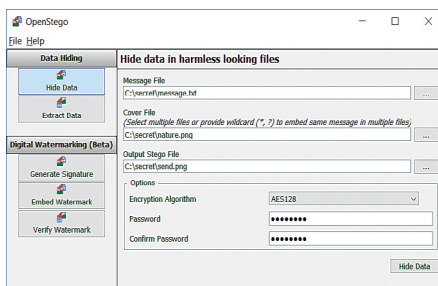 OpenStego
File Help
Data Hiding
Hide Data
Extract Data
Digital Watermarking (Beta)
Generate Signature
Embed Watermark
Verify Watermark
Hide data in harmless looking files
Message File
C:\secret\message.txt
...
Cover File
(Select multiple files or provide wildcard (*, ?) to embed same message in multiple files)
C:\secret\nature.png
...
Output Stego File
C:\secret\send.png
...
Options
Encryption Algorithm AES128
Password ●●●●●●●●
Confirm Password ●●●●●●●●
Hide Data